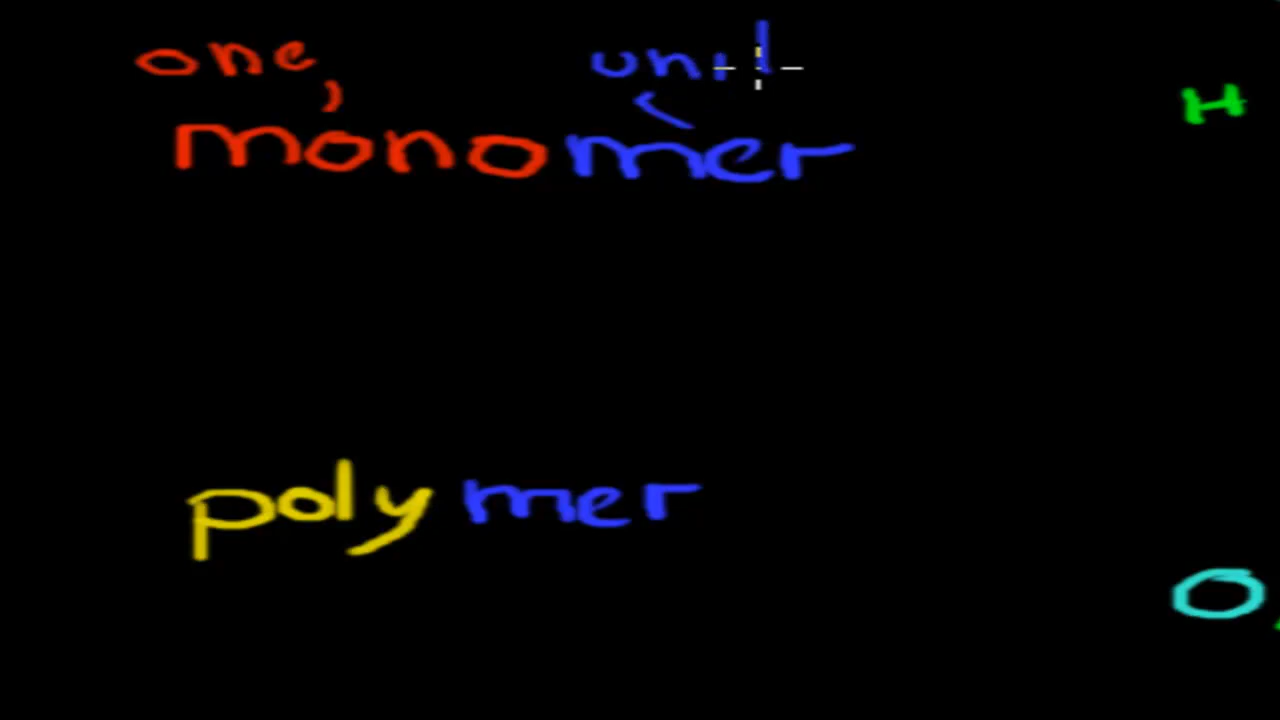 one, unit
monomer
H
polymer
O